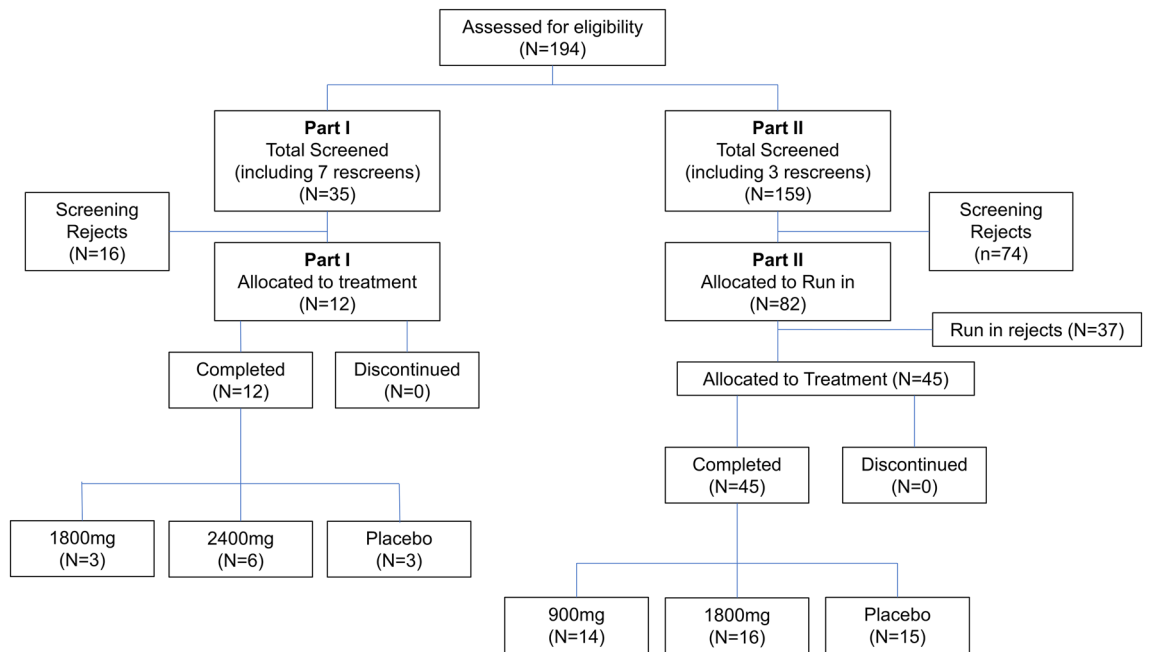 Assessed for eligibility
(N=194)
Part I
Total Screened
(including 7 rescreens)
(N=35)
Part II
Total Screened
(including 3 rescreens)
(N=159)
Screening
Rejects
(N=16)
Screening
Rejects
(n=74)
Part I
Allocated to treatment
(N=12)
Part II
Allocated to Run in
(N=82)
Run in rejects (N=37)
Completed
(N=12)
Discontinued
(N=0)
Allocated to Treatment (N=45)
Completed
(N=45)
Discontinued
(N=0)
1800mg
(N=3)
2400mg
(N=6)
Placebo
(N=3)
900mg
(N=14)
1800mg
(N=16)
Placebo
(N=15)